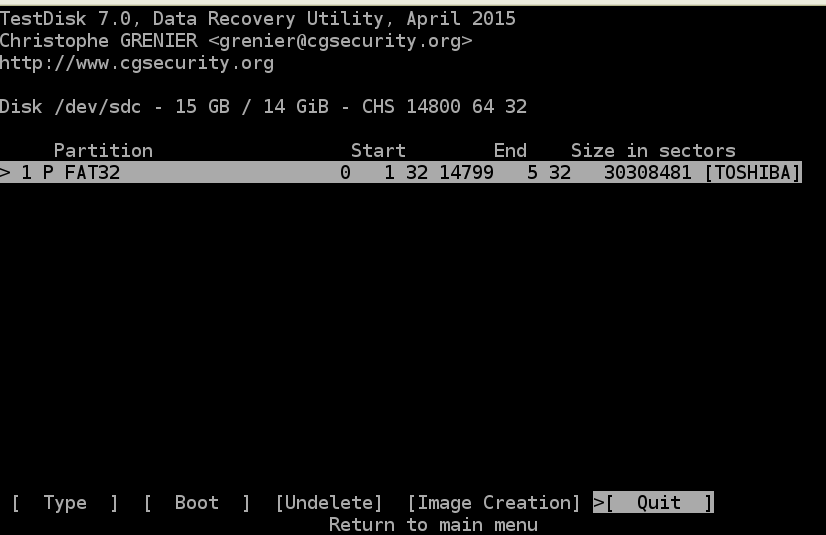 TestDisk 7.0, Data Recovery Utility, April 2015
Christophe GRENIER <grenier@cgsecurity.org>
http://www.cgsecurity.org
Disk /dev/sdc - 15 GB / 14 GiB - CHS 14800 64 32
     Partition                  Start        End    Size in sectors
> 1 P FAT32                    0   1 32 14799   5 32   30308481 [TOSHIBA]
 [  Type  ]  [  Boot  ]  [Undelete]  [Image Creation] >[  Quit  ]
                              Return to main menu